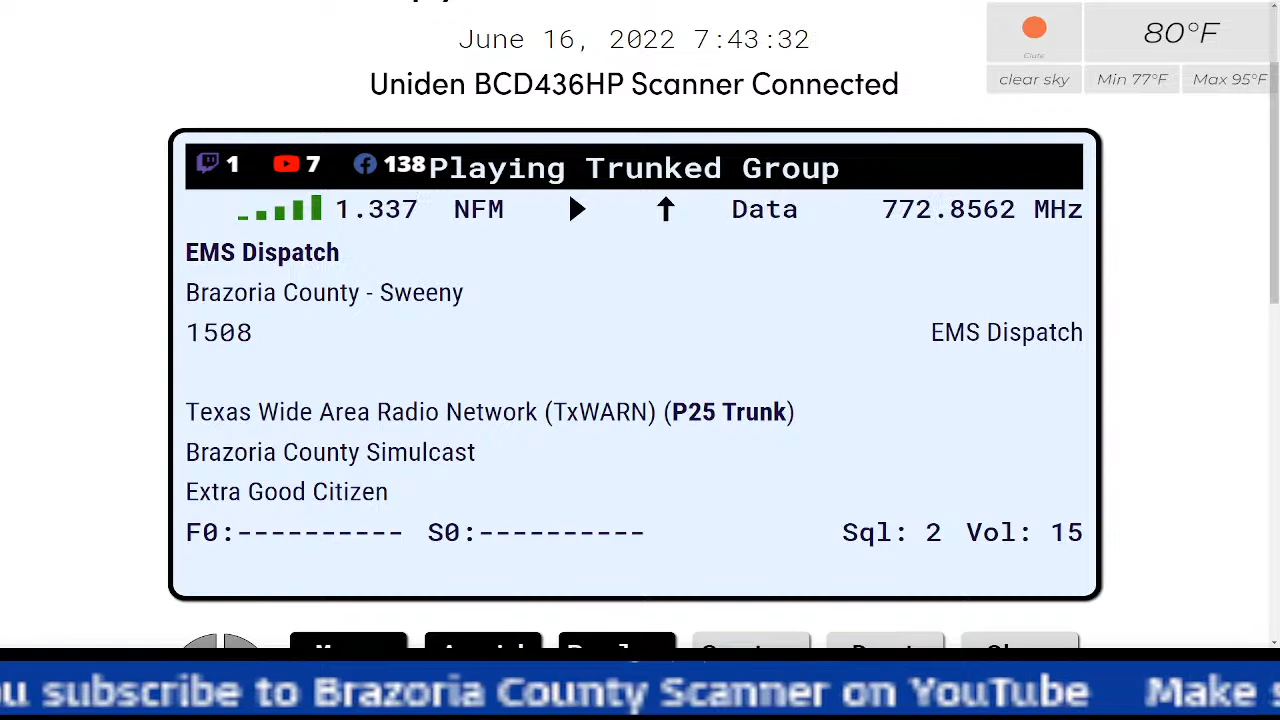 June 16, 2022 7:43:32
Uniden BCD436HP Scanner Connected
Clute
80°F
clear sky
Min 77°F
Max 95°F
1 7 138 Playing Trunked Group
1.337 NFM Data 772.8562 MHz
EMS Dispatch
Brazoria County - Sweeny
1508 EMS Dispatch
Texas Wide Area Radio Network (TxWARN) (P25 Trunk)
Brazoria County Simulcast
Extra Good Citizen
F0:---------- S0:---------- Sql: 2 Vol: 15
subscribe to Brazoria County Scanner on YouTube Make